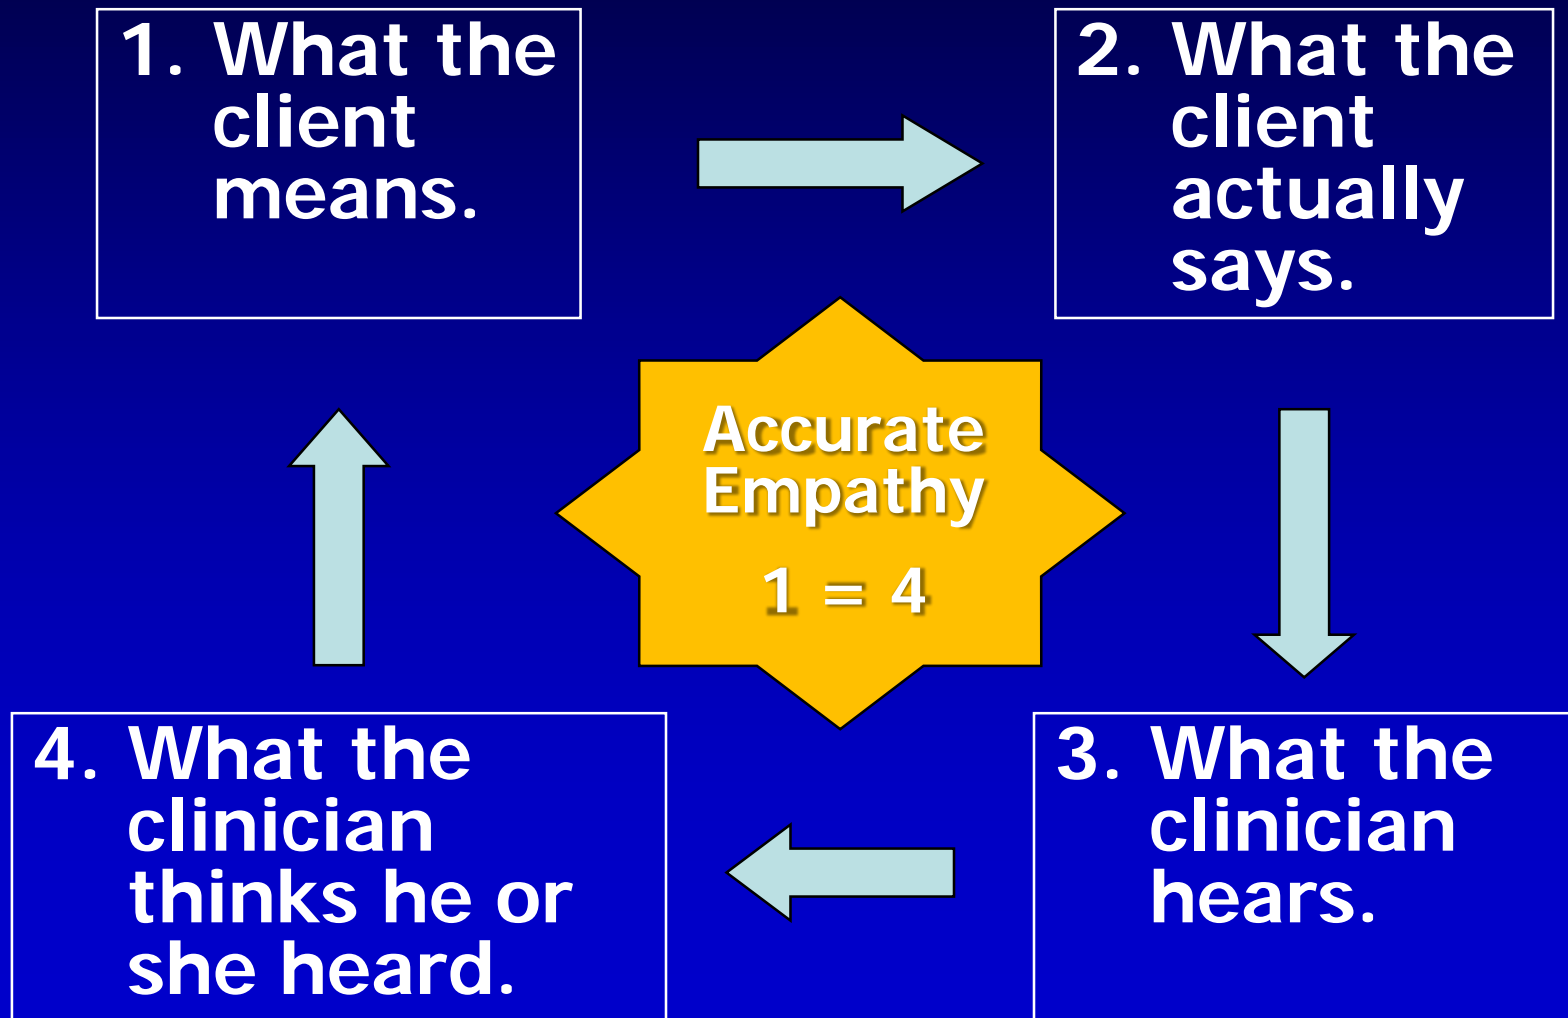 1. What the
client
means.
2. What the
client
actually
says.
Accurate
Empathy
1 = 4
4. What the
clinician
thinks he or
she heard.
3. What the
clinician
hears.